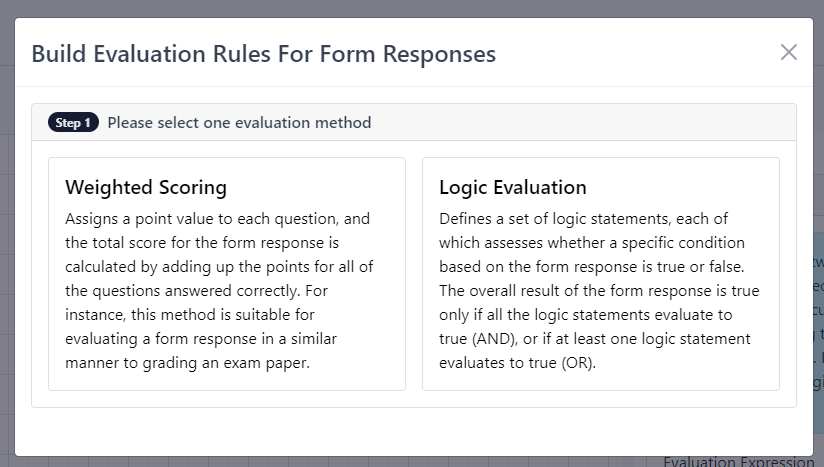 Build Evaluation Rules For Form Responses
Step 1 Please select one evaluation method
Weighted Scoring
Assigns a point value to each question, and
the total score for the form response is
calculated by adding up the points for all of
the questions answered correctly. For
instance, this method is suitable for
evaluating a form response in a similar
manner to grading an exam paper.
Logic Evaluation
Defines a set of logic statements, each of
which assesses whether a specific condition
based on the form response is true or false.
The overall result of the form response is true
only if all the logic statements evaluate to
true (AND), or if at least one logic statement
evaluates to true (OR).
Evaluation Expression